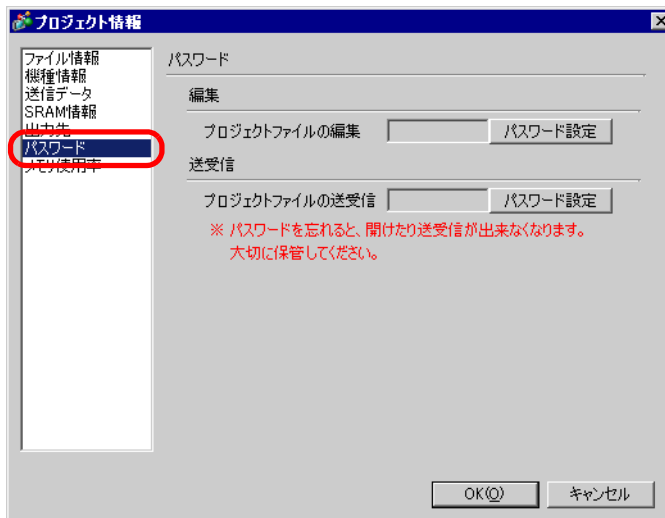 プロジェクト情報
ファイル情報
機種情報
送信データ
SRAM情報
出力先
パスワード
メモリ使用率
パスワード
編集
プロジェクトファイルの編集 パスワード設定
送受信
プロジェクトファイルの送受信 パスワード設定
※ パスワードを忘れると、開けたり送受信が出来なくなります。
大切に保管してください。
OK(O) キャンセル